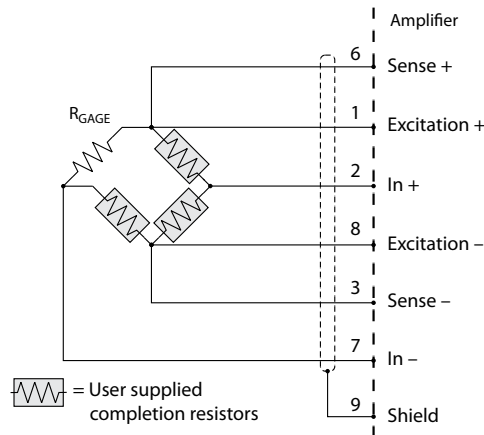 Amplifier
6 Sense +
R_GAGE
1 Excitation +
2 In +
8 Excitation –
3 Sense –
7 In –
= User supplied
completion resistors
9 Shield